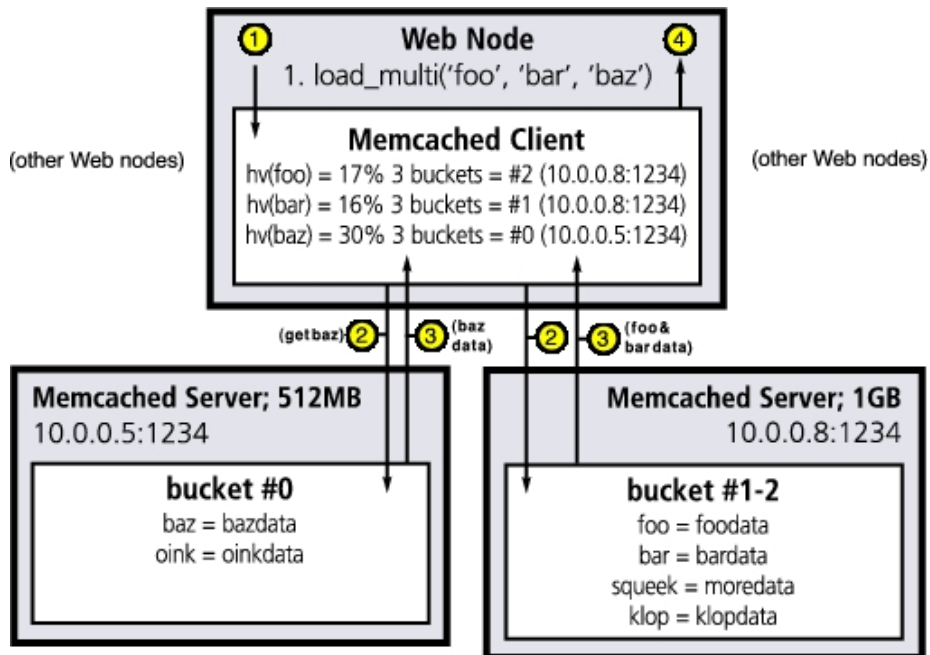 1
Web Node
4
1. load_multi(‘foo’, ‘bar’, ‘baz’)
(other Web nodes)
Memcached Client
(other Web nodes)
hv(foo) = 17% 3 buckets = #2 (10.0.0.8:1234)
hv(bar) = 16% 3 buckets = #1 (10.0.0.8:1234)
hv(baz) = 30% 3 buckets = #0 (10.0.0.5:1234)
(get baz)
2
3
(baz
data)
2
3
(foo &
bar data)
Memcached Server; 512MB
10.0.0.5:1234
bucket #0
baz = bazdata
oink = oinkdata
Memcached Server; 1GB
10.0.0.8:1234
bucket #1-2
foo = foodata
bar = bardata
squeek = moredata
klop = klopdata